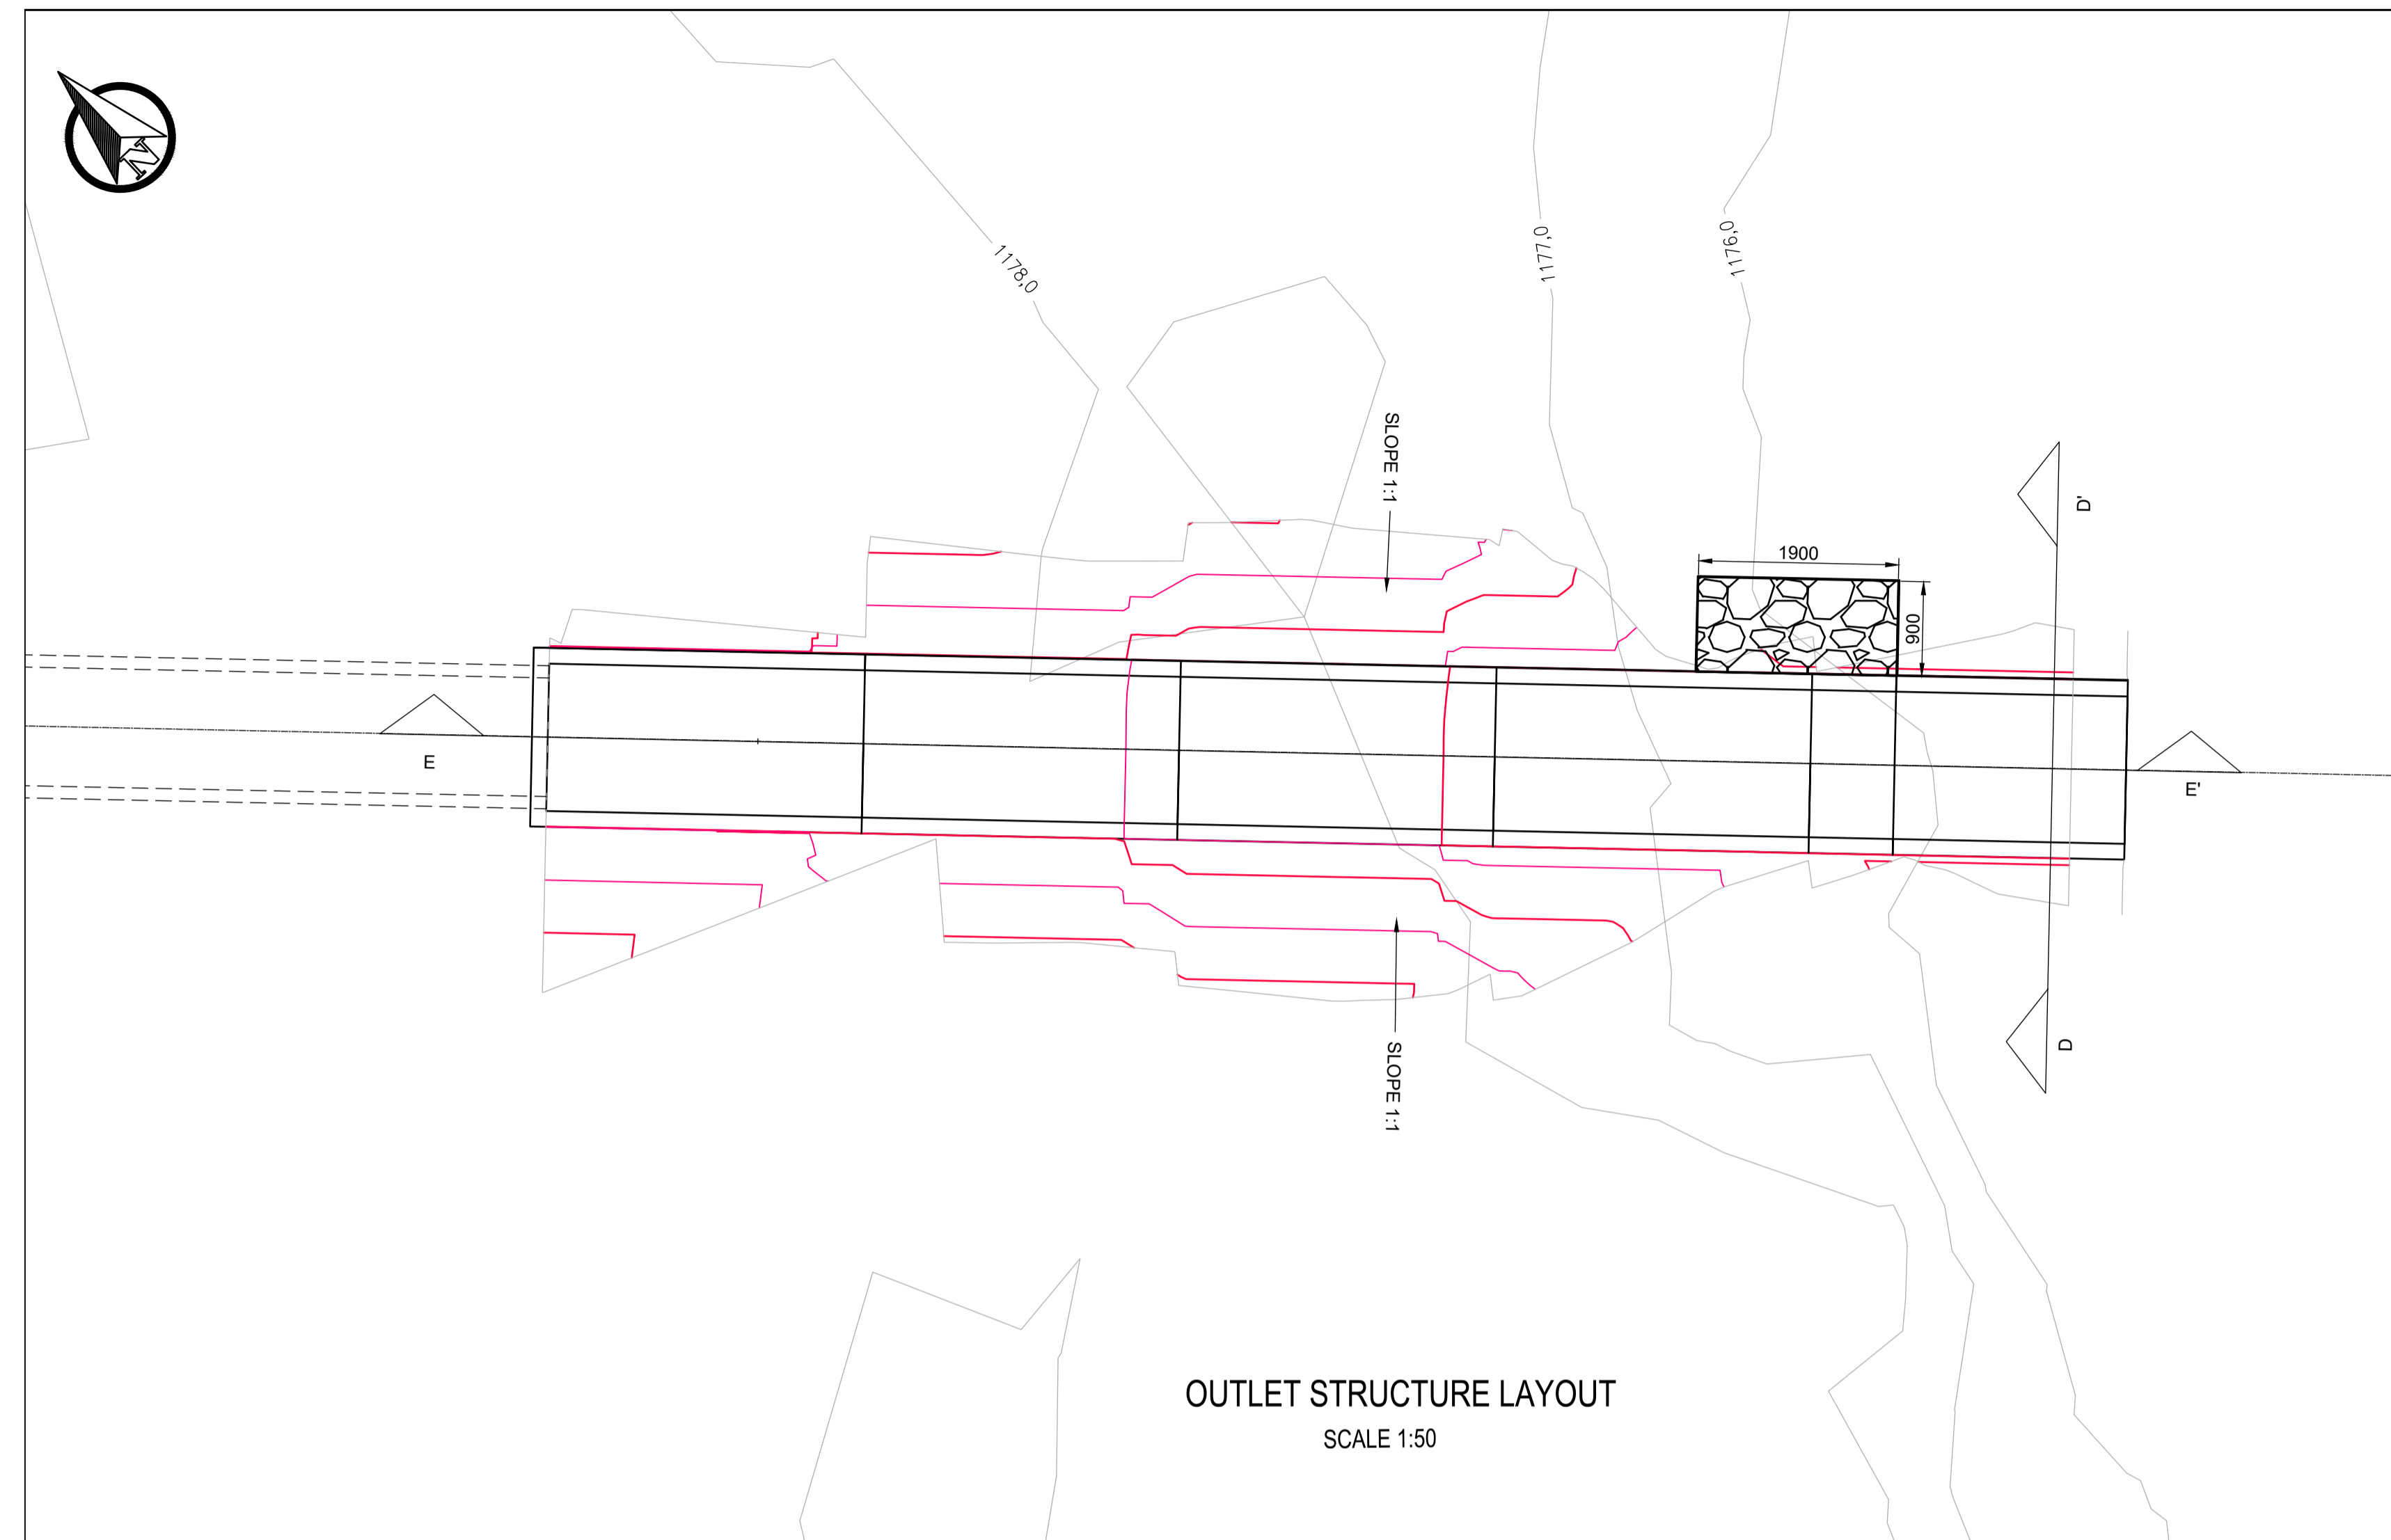 N
1178,0
1177,0
1176,0
SLOPE 1:1
D'
1900
900
E
E'
SLOPE 1:1
D
OUTLET STRUCTURE LAYOUT
SCALE 1:50